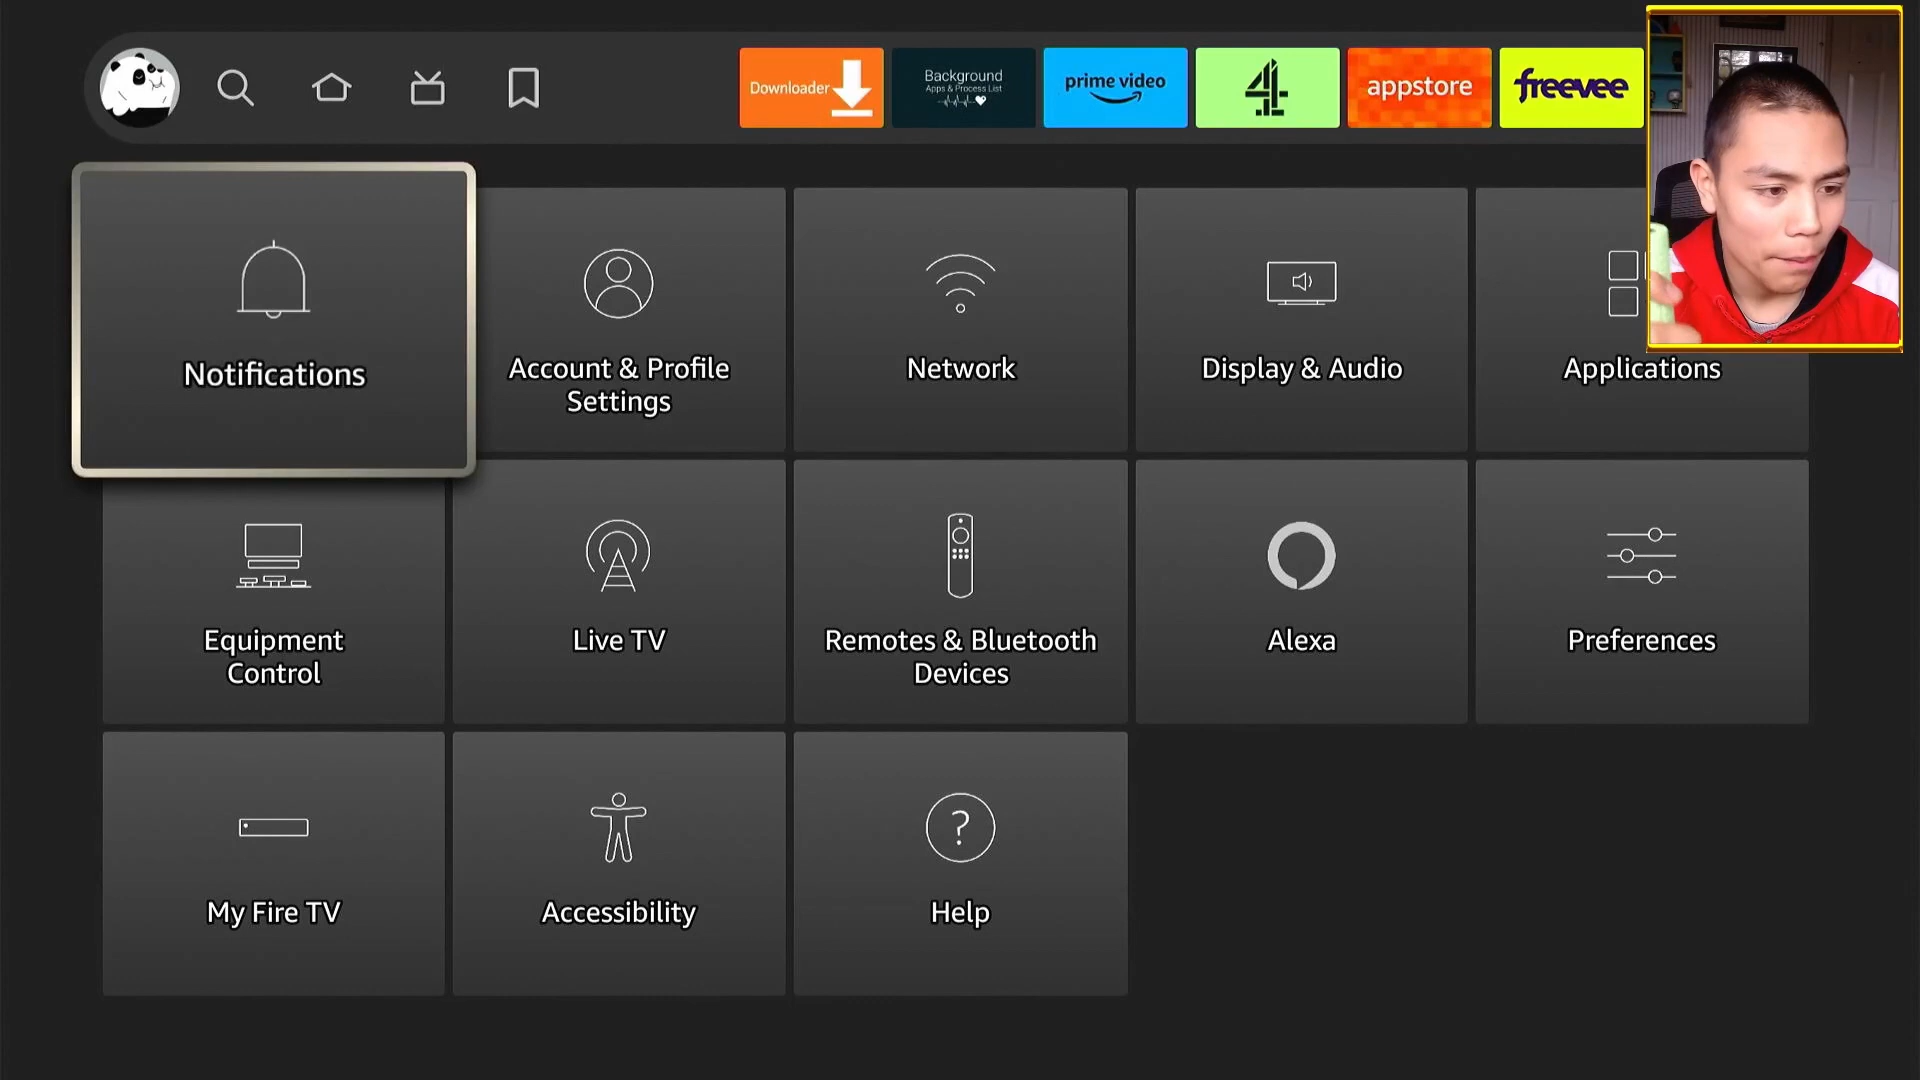 Downloader
Background
Apps & Process List
prime video
4
appstore
freevee
Notifications
Account & Profile
Settings
Network
Display & Audio
Applications
Equipment
Control
Live TV
Remotes & Bluetooth
Devices
Alexa
Preferences
My Fire TV
Accessibility
?
Help